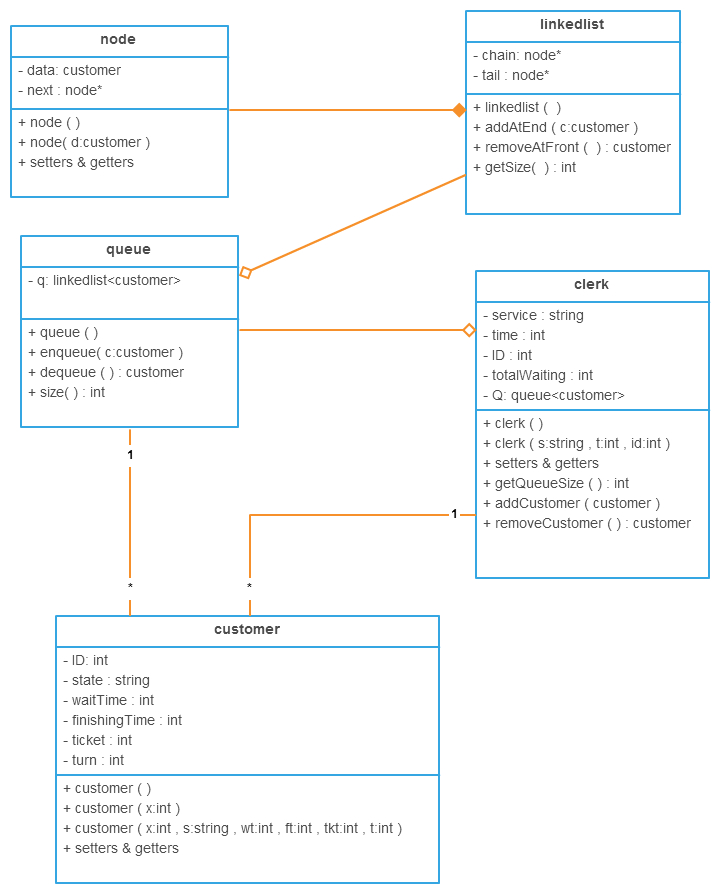 node
- data: customer
- next : node*
+ node ( )
+ node( d:customer )
+ setters & getters
linkedlist
- chain: node*
- tail : node*
+ linkedlist (  )
+ addAtEnd ( c:customer )
+ removeAtFront (  ) : customer
+ getSize(  ) : int
queue
- q: linkedlist<customer>
+ queue ( )
+ enqueue( c:customer )
+ dequeue ( ) : customer
+ size( ) : int
clerk
- service : string
- time : int
- ID : int
- totalWaiting : int
- Q: queue<customer>
+ clerk ( )
+ clerk ( s:string , t:int , id:int )
+ setters & getters
+ getQueueSize ( ) : int
+ addCustomer ( customer )
+ removeCustomer ( ) : customer
1
1
*
*
customer
- ID: int
- state : string
- waitTime : int
- finishingTime : int
- ticket : int
- turn : int
+ customer ( )
+ customer ( x:int )
+ customer ( x:int , s:string , wt:int , ft:int , tkt:int , t:int )
+ setters & getters